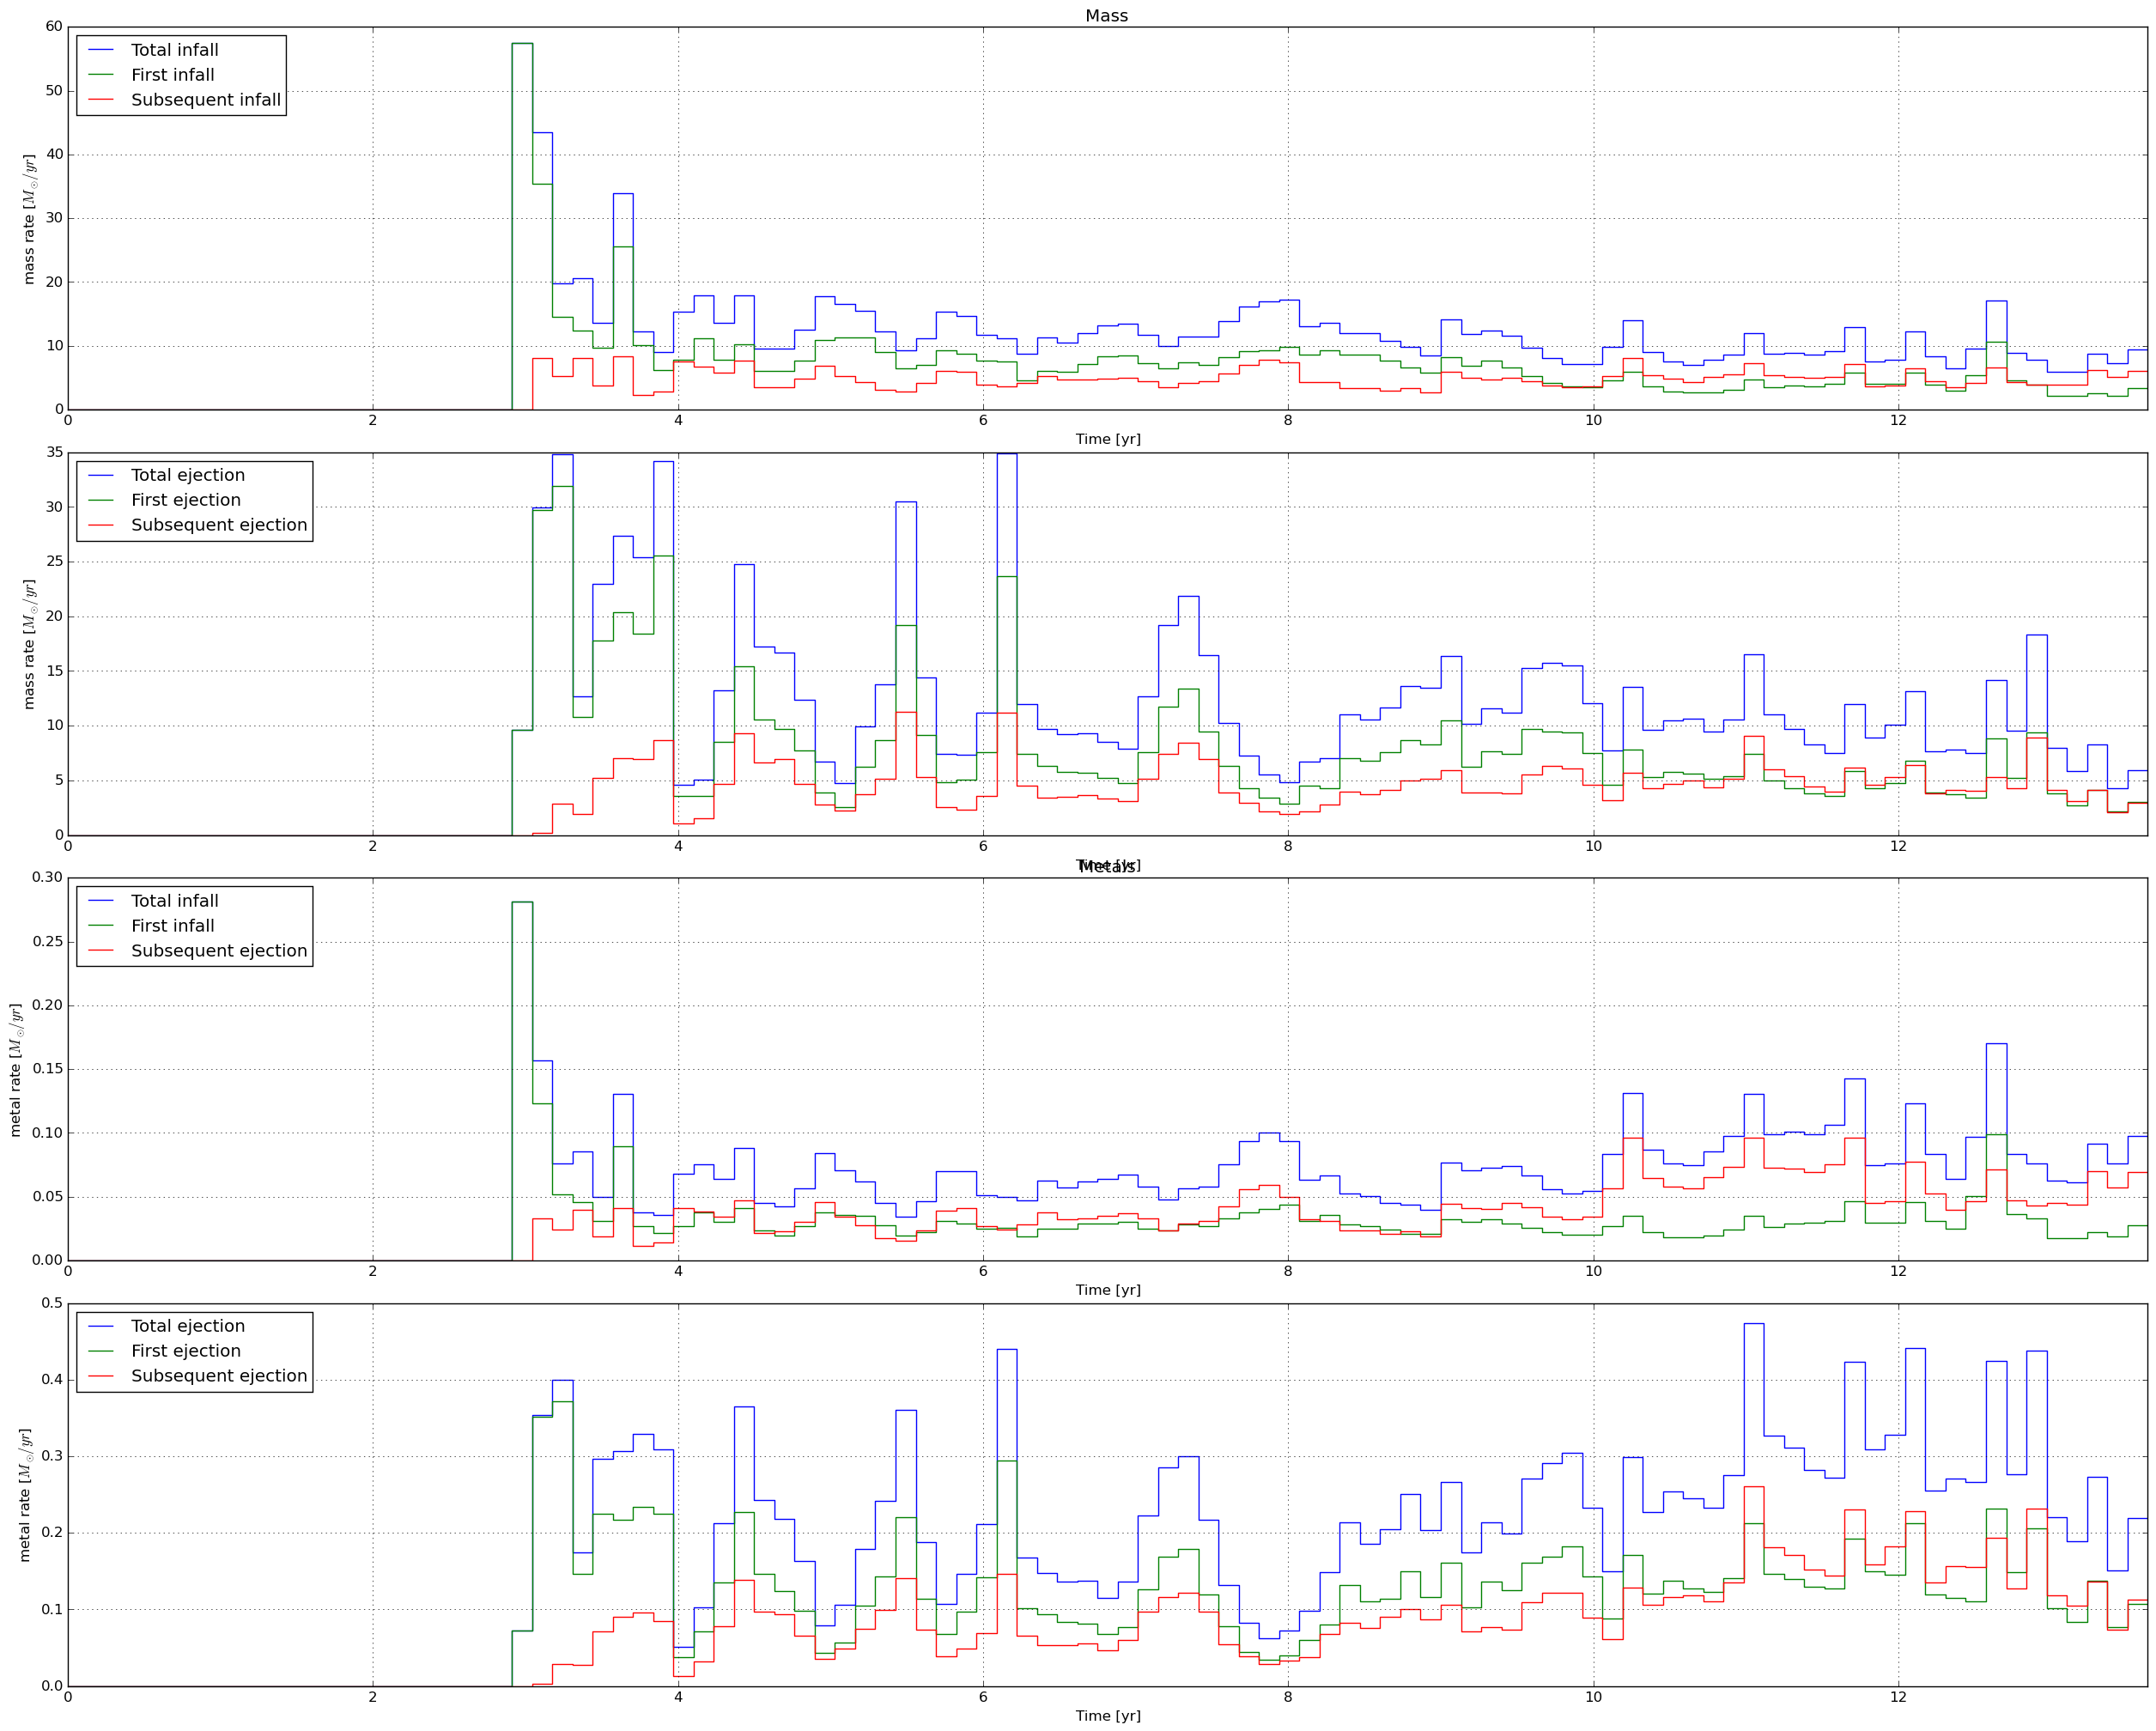 Mass
60
50
40
30
20
10
0
mass rate [M☉/yr]
Total infall
First infall
Subsequent infall
0 2 4 6 8 10 12
Time [yr]
35
30
25
20
15
10
5
0
mass rate [M☉/yr]
Total ejection
First ejection
Subsequent ejection
0 2 4 6 8 10 12
Time [yr]
Metals
0.30
0.25
0.20
0.15
0.10
0.05
0.00
metal rate [M☉/yr]
Total infall
First infall
Subsequent ejection
0 2 4 6 8 10 12
Time [yr]
0.5
0.4
0.3
0.2
0.1
0.0
metal rate [M☉/yr]
Total ejection
First ejection
Subsequent ejection
0 2 4 6 8 10 12
Time [yr]